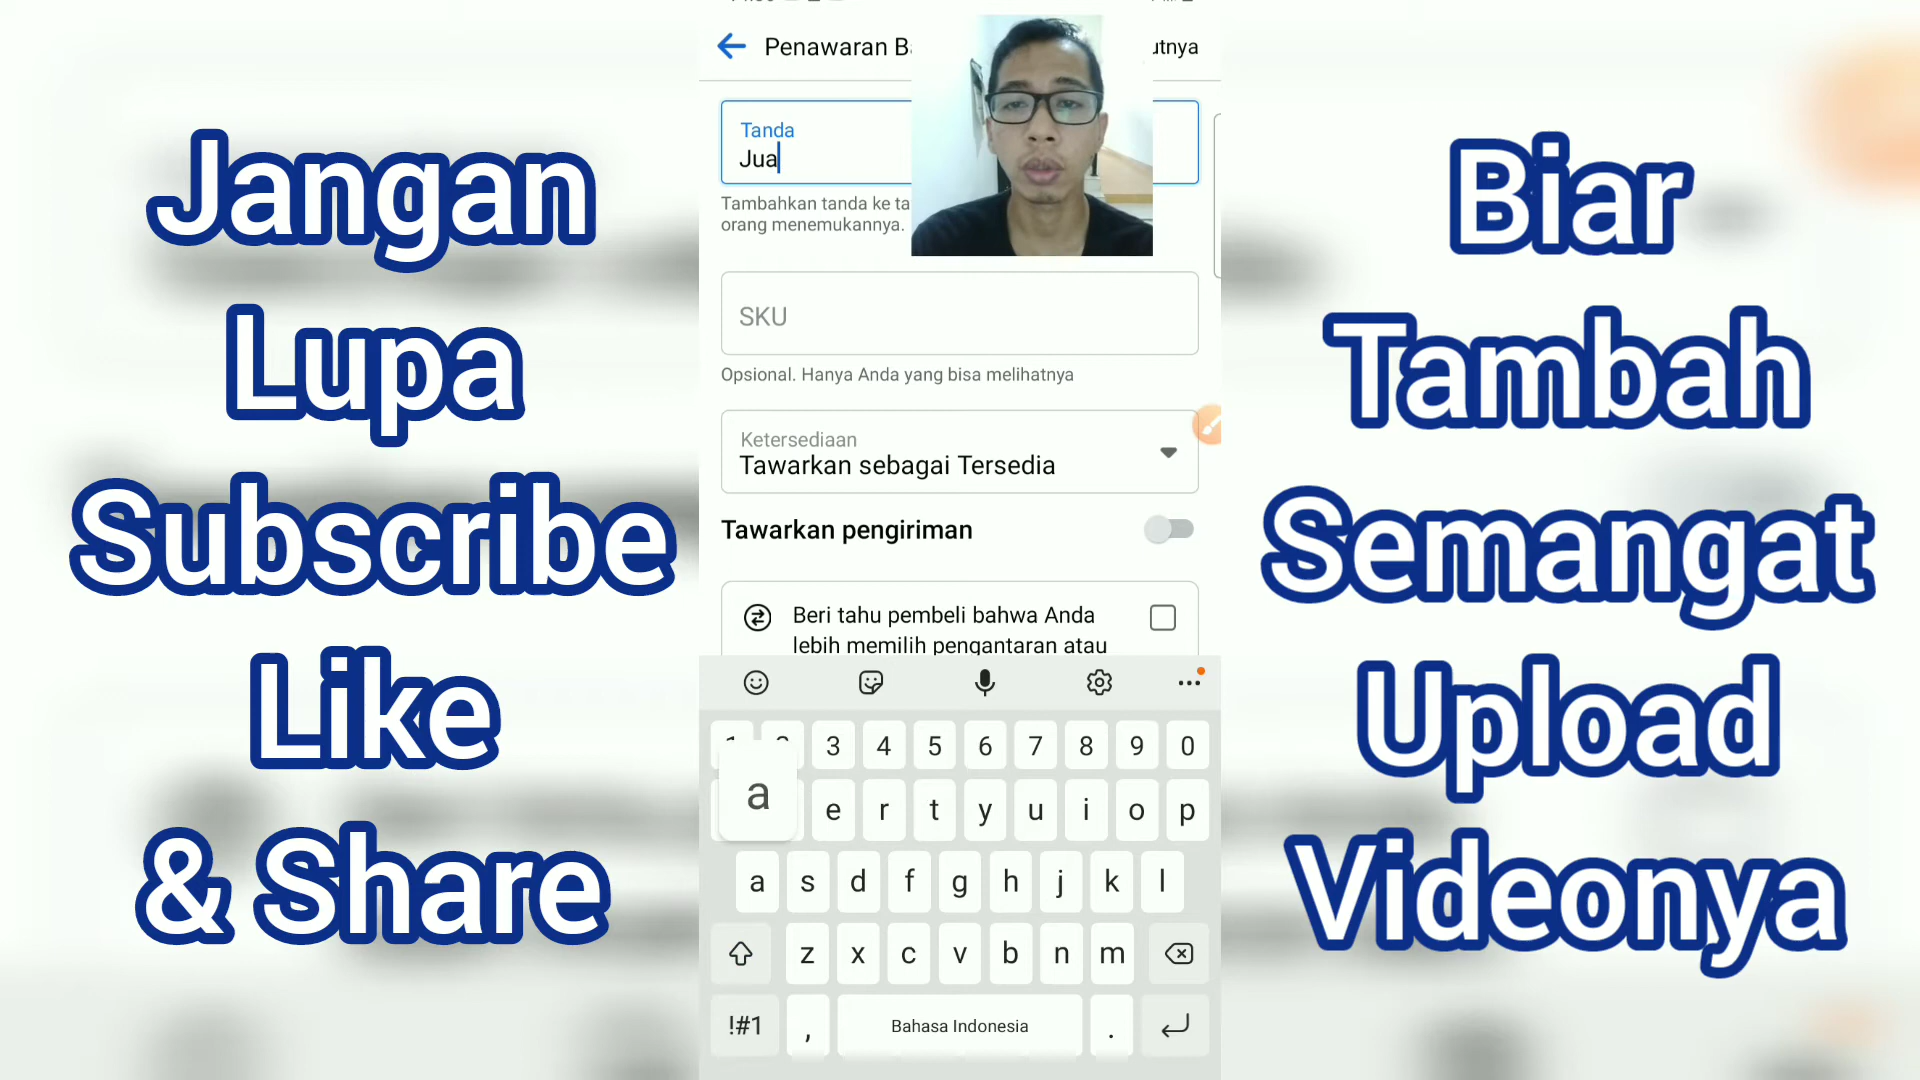 Jangan
Lupa
Subscribe
Like
& Share
Penawaran
Tanda
Jua
Tambahkan tanda ke
orang menemukannya.
SKU
Opsional. Hanya Anda yang bisa melihatnya
Ketersediaan
Tawarkan sebagai Tersedia
Tawarkan pengiriman
Beri tahu pembeli bahwa Anda
lebih memilih pengantaran atau
3 4 5 6 7 8 9 0
a
e r t y u i o p
a s d f g h j k l
z x c v b n m
!#1 , Bahasa Indonesia .
Biar
Tambah
Semangat
Upload
Videonya